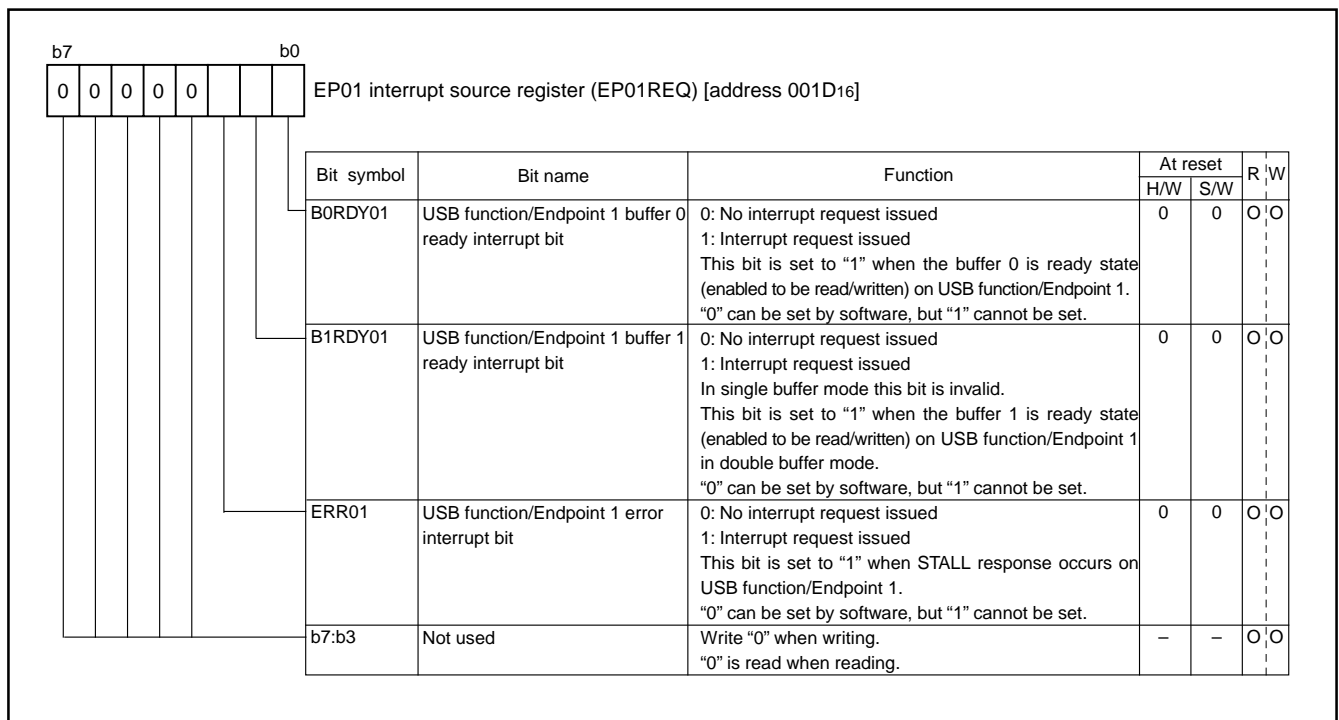 b7 b0
0 0 0 0 0
EP01 interrupt source register (EP01REQ) [address 001D16]
Bit symbol Bit name Function At reset R W
H/W S/W
B0RDY01 USB function/Endpoint 1 buffer 0 0: No interrupt request issued 0 0 O O
ready interrupt bit 1: Interrupt request issued
This bit is set to “1” when the buffer 0 is ready state
(enabled to be read/written) on USB function/Endpoint 1.
“0” can be set by software, but “1” cannot be set.
B1RDY01 USB function/Endpoint 1 buffer 1 0: No interrupt request issued 0 0 O O
ready interrupt bit 1: Interrupt request issued
In single buffer mode this bit is invalid.
This bit is set to “1” when the buffer 1 is ready state
(enabled to be read/written) on USB function/Endpoint 1
in double buffer mode.
“0” can be set by software, but “1” cannot be set.
ERR01 USB function/Endpoint 1 error 0: No interrupt request issued 0 0 O O
interrupt bit 1: Interrupt request issued
This bit is set to “1” when STALL response occurs on
USB function/Endpoint 1.
“0” can be set by software, but “1” cannot be set.
b7:b3 Not used Write “0” when writing. – – O O
“0” is read when reading.